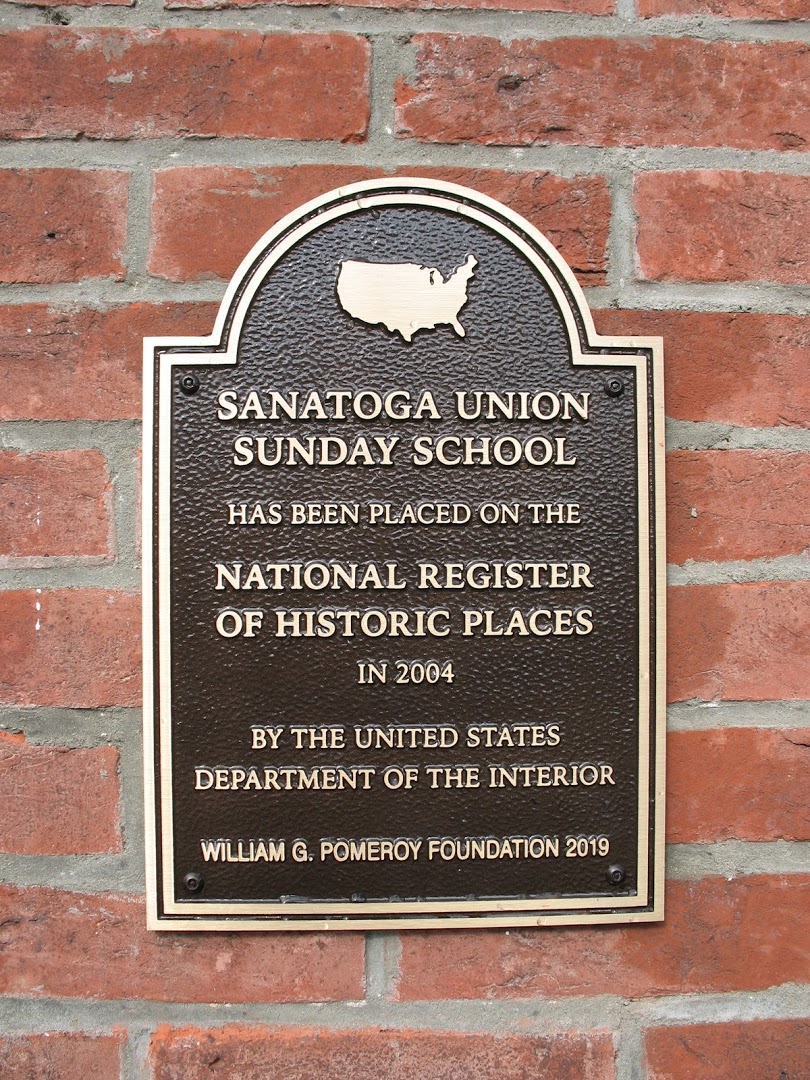 SANATOGA UNION
SUNDAY SCHOOL
HAS BEEN PLACED ON THE
NATIONAL REGISTER
OF HISTORIC PLACES
IN 2004
BY THE UNITED STATES
DEPARTMENT OF THE INTERIOR
WILLIAM G. POMEROY FOUNDATION 2019